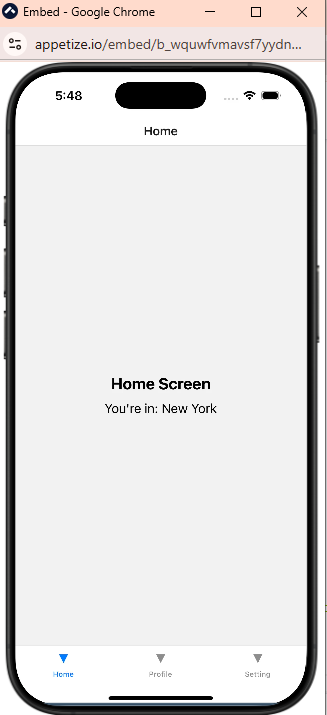 Embed - Google Chrome
appetize.io/embed/b_wquwfvmavsf7yydn...
5:48
Home
Home Screen
You're in: New York
Home Profile Setting